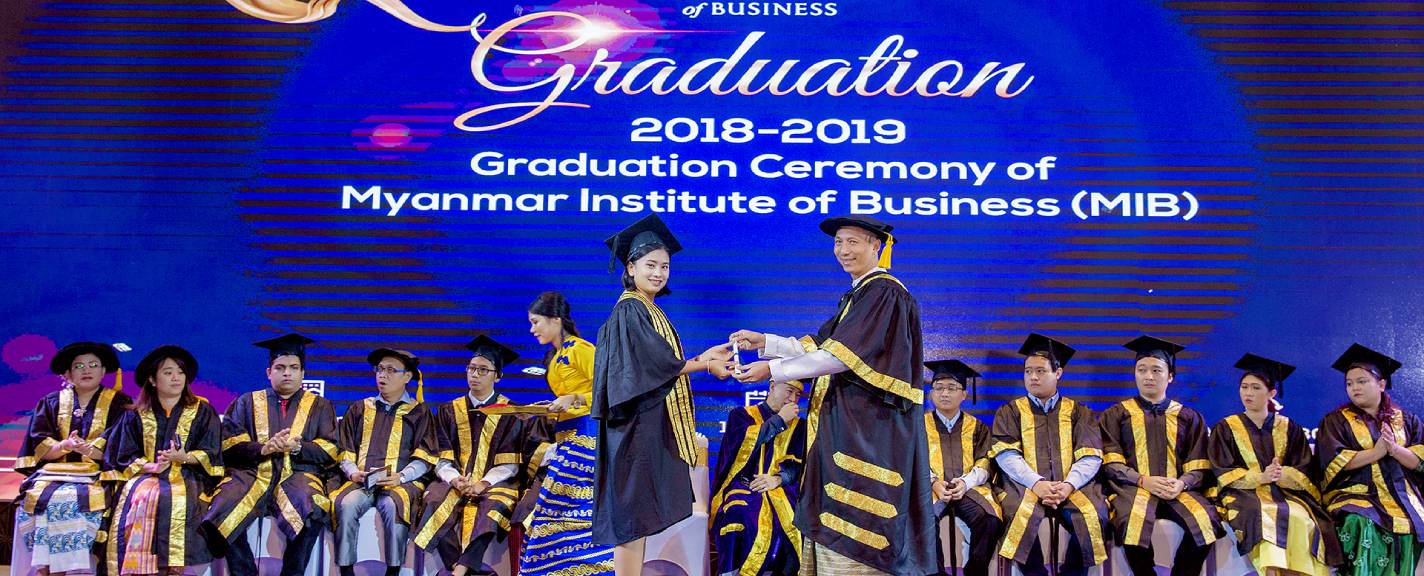 of BUSINESS
Graduation
2018-2019
Graduation Ceremony of
Myanmar Institute of Business (MIB)